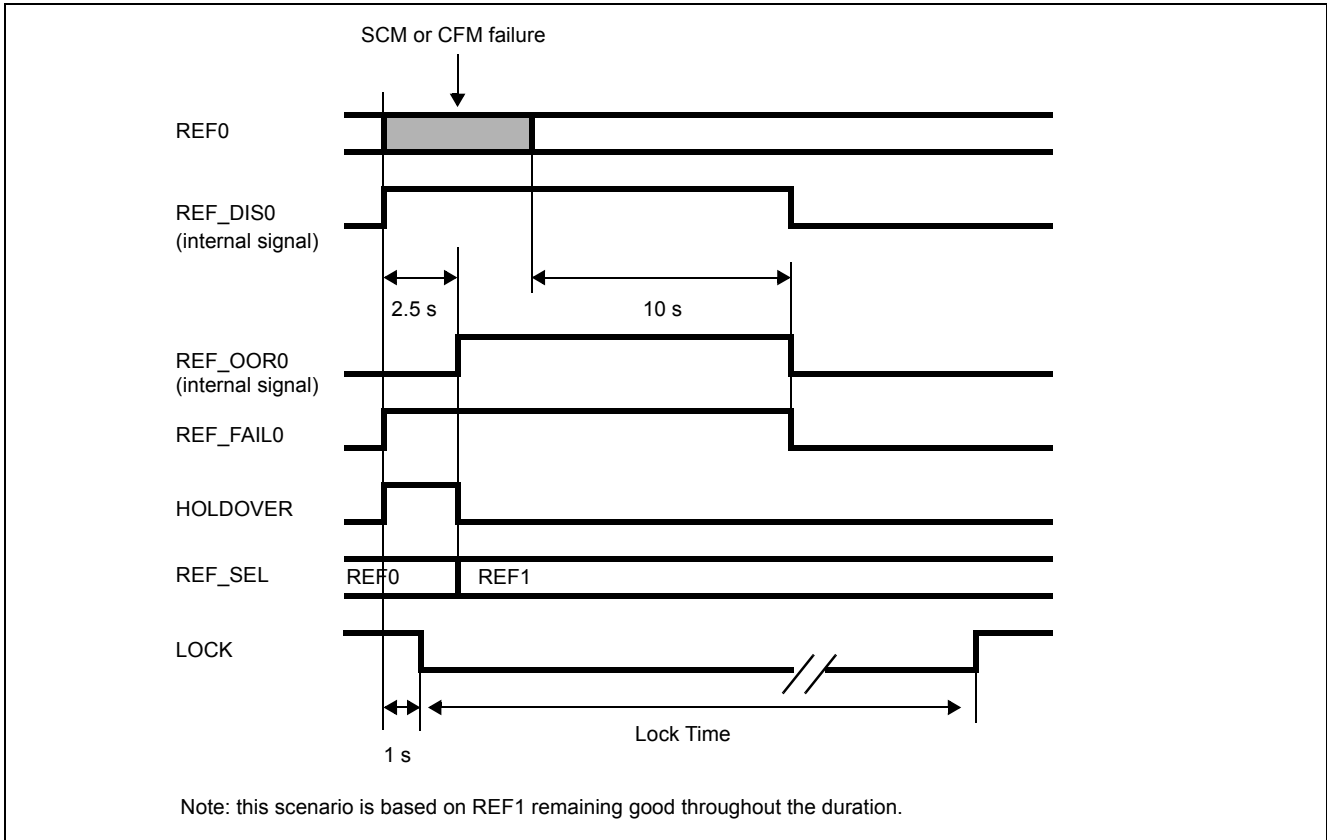 SCM or CFM failure
REF0
REF_DIS0
(internal signal)
2.5 s
10 s
REF_OOR0
(internal signal)
REF_FAIL0
HOLDOVER
REF_SEL
REF0
REF1
LOCK
Lock Time
1 s
Note: this scenario is based on REF1 remaining good throughout the duration.